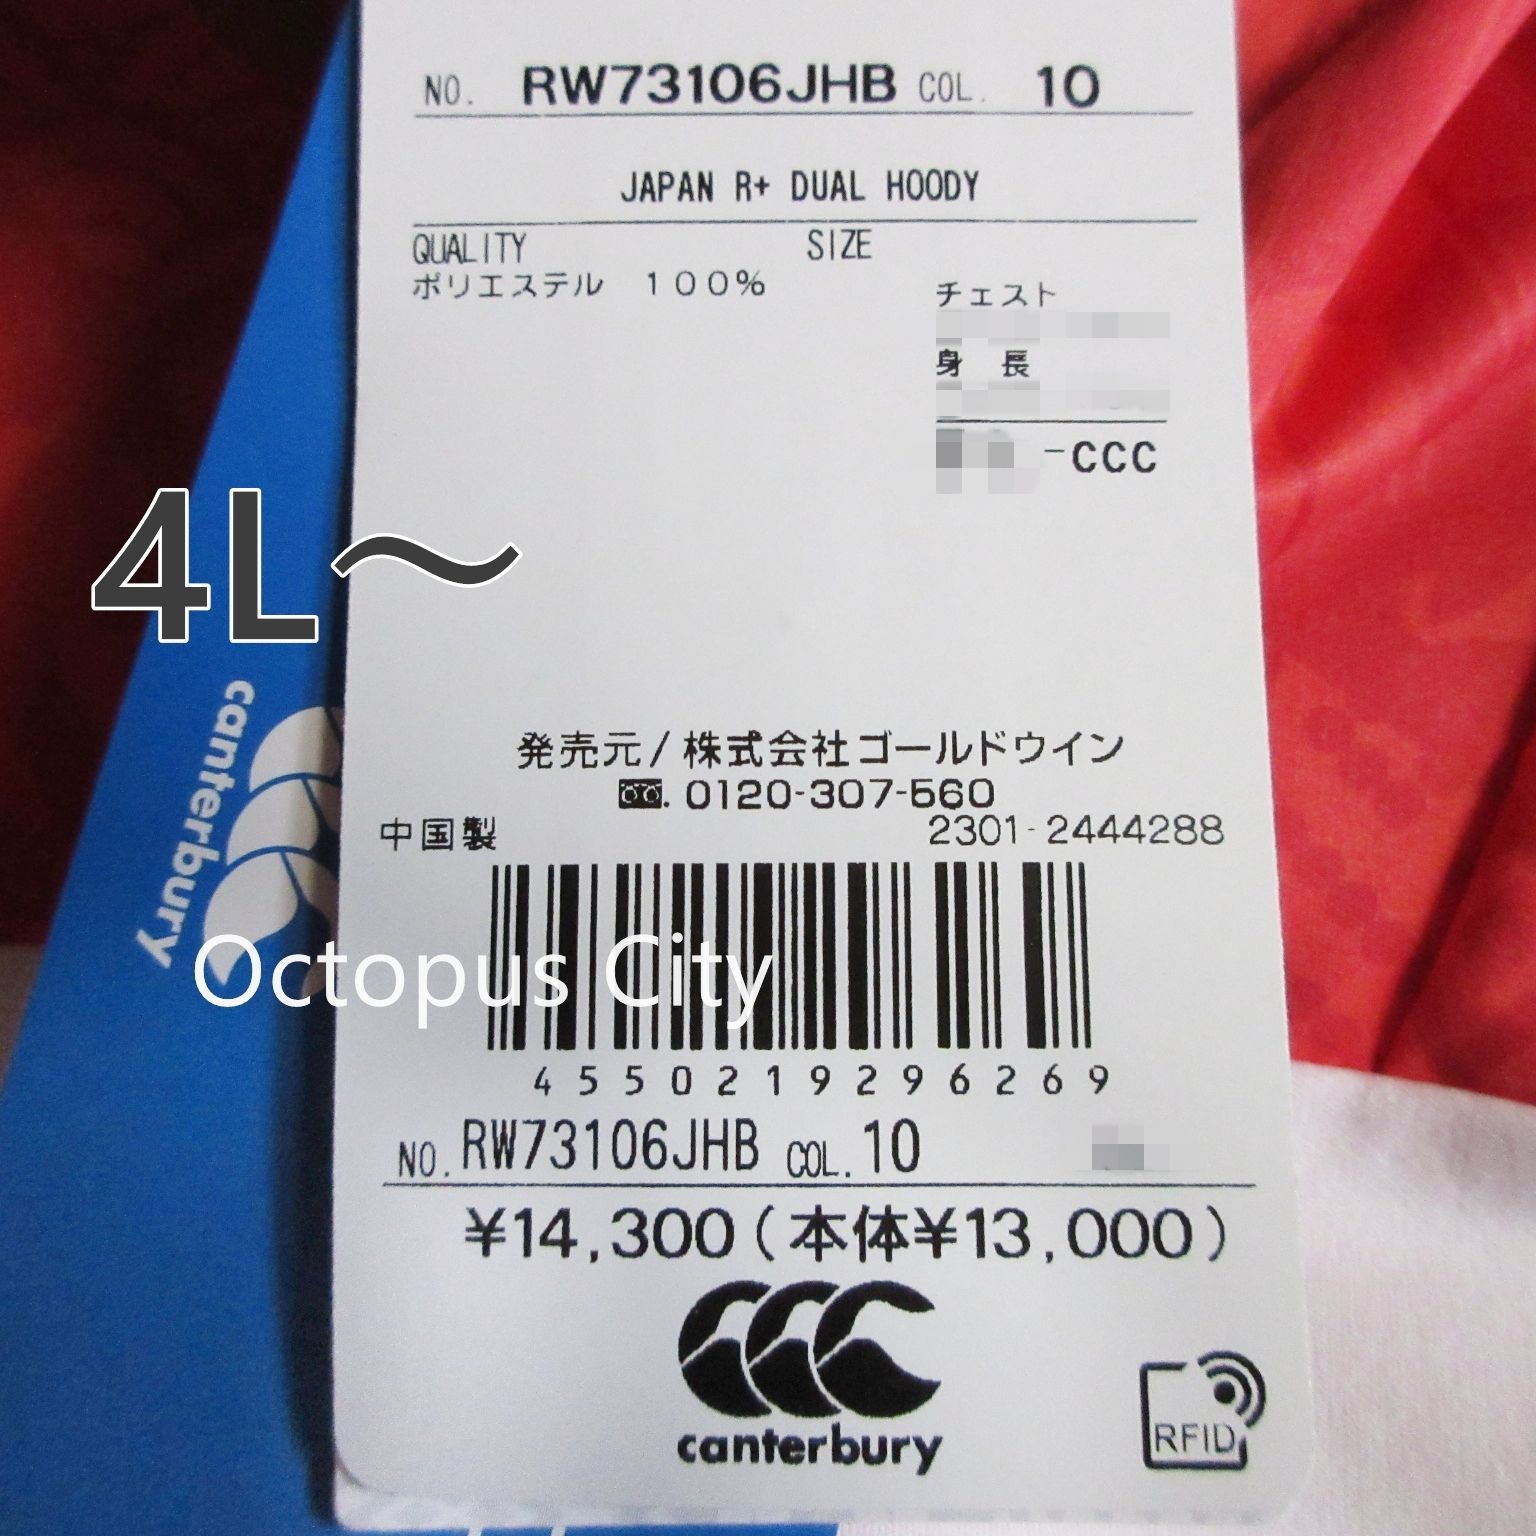 NO. RW73106JHB COL. 10
JAPAN R+ DUAL HOODY
QUALITY SIZE
ポリエステル 100%
チェスト
身 長
-CCC
4L～
canterbury
発売元/株式会社ゴールドウイン
0120-307-560
中国製 2301-2444288
Octopus City
4550219296269
NO. RW73106JHB COL. 10
¥14,300(本体¥13,000)
canterbury
RFID